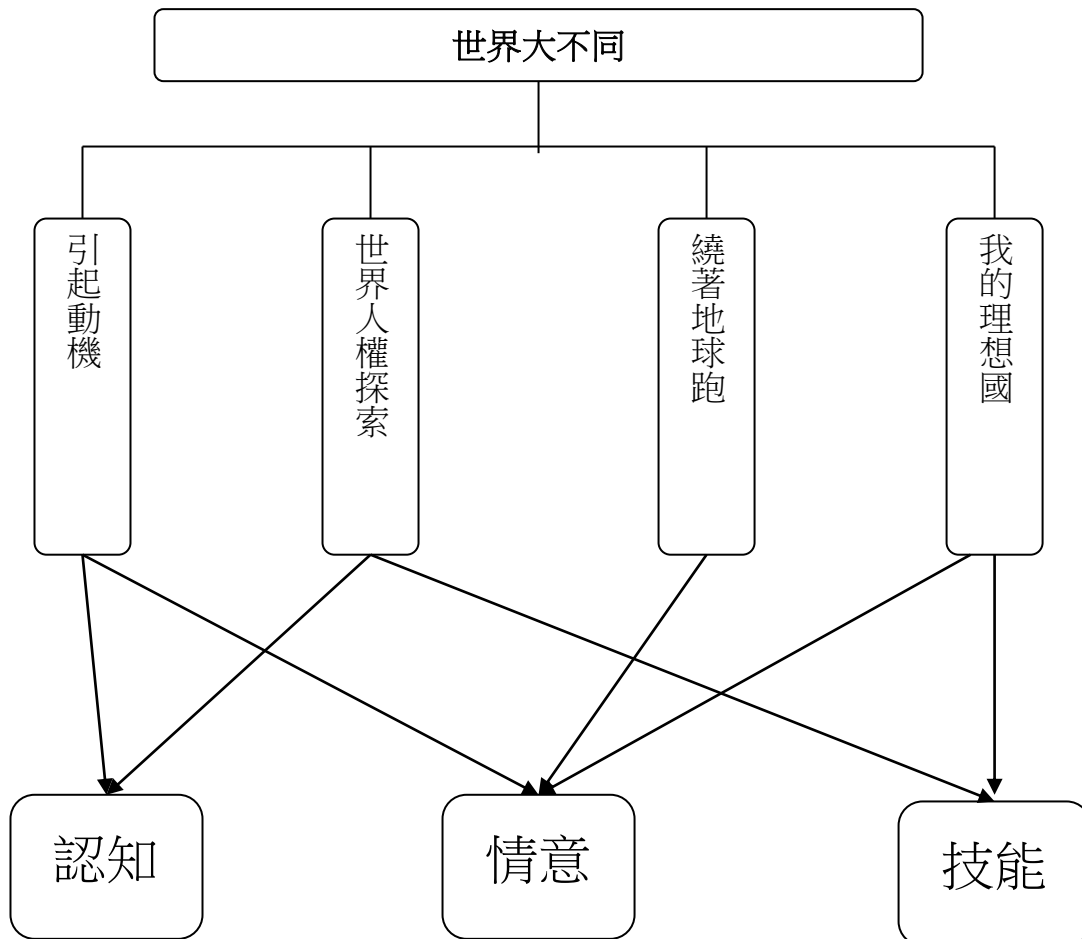 世界大不同
引起動機
世界人權探索
繞著地球跑
我的理想國
認知
情意
技能